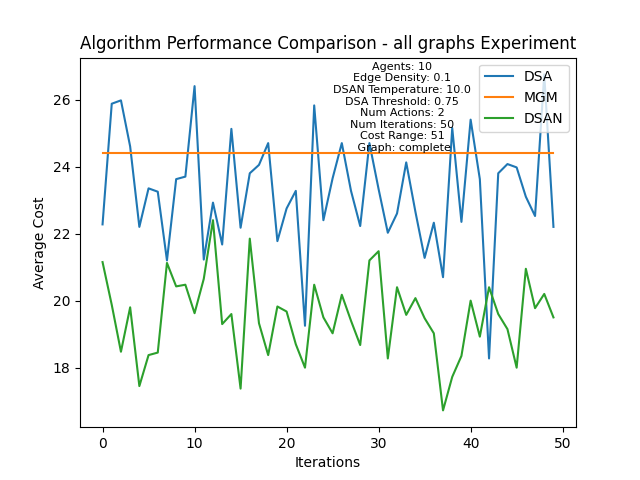 Algorithm Performance Comparison - all graphs Experiment
Agents: 10
Edge Density: 0.1
DSAN Temperature: 10.0
DSA Threshold: 0.75
Num Actions: 2
Num Iterations: 50
Cost Range: 51
Graph: complete
DSA
MGM
DSAN
Average Cost
26
24
22
20
18
0
10
20
30
40
50
Iterations